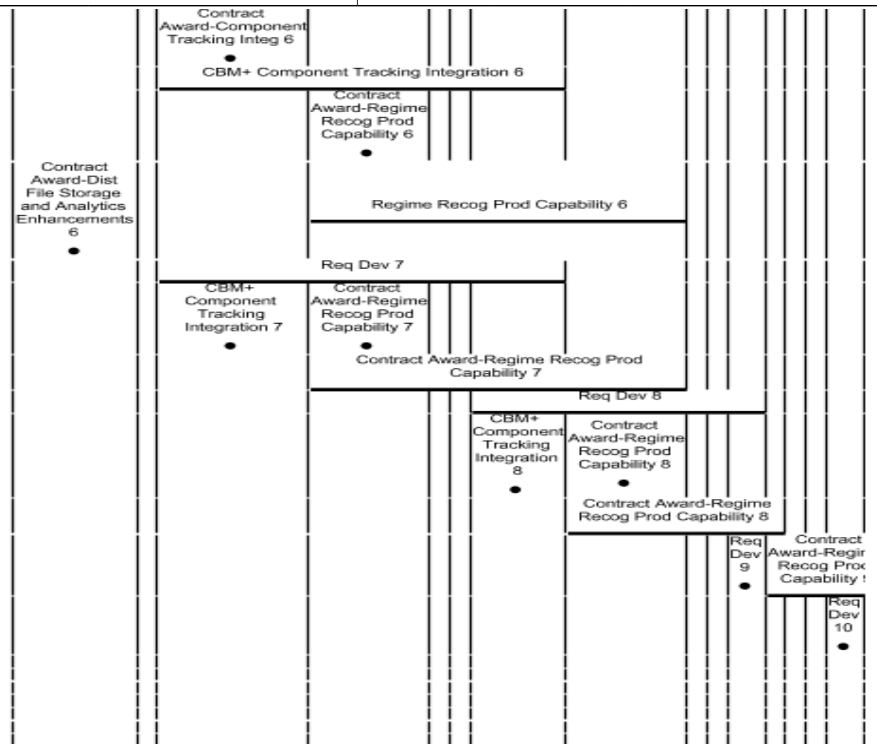 Contract
Award-Component
Tracking Integ 6
CBM+ Component Tracking Integration 6
Contract
Award-Regime
Recog Prod
Capability 6
Contract
Award-Dist
File Storage
and Analytics
Enhancements
6
Regime Recog Prod Capability 6
Req Dev 7
CBM+
Component
Tracking
Integration 7
Contract
Award-Regime
Recog Prod
Capability 7
Contract Award-Regime Recog Prod
Capability 7
Req Dev 8
CBM+
Component
Tracking
Integration
8
Contract
Award-Regime
Recog Prod
Capability 8
Contract Award-Regime
Recog Prod Capability 8
Req
Dev
9
Contract
Award-Regim
Recog Prod
Capability
Req
Dev
10